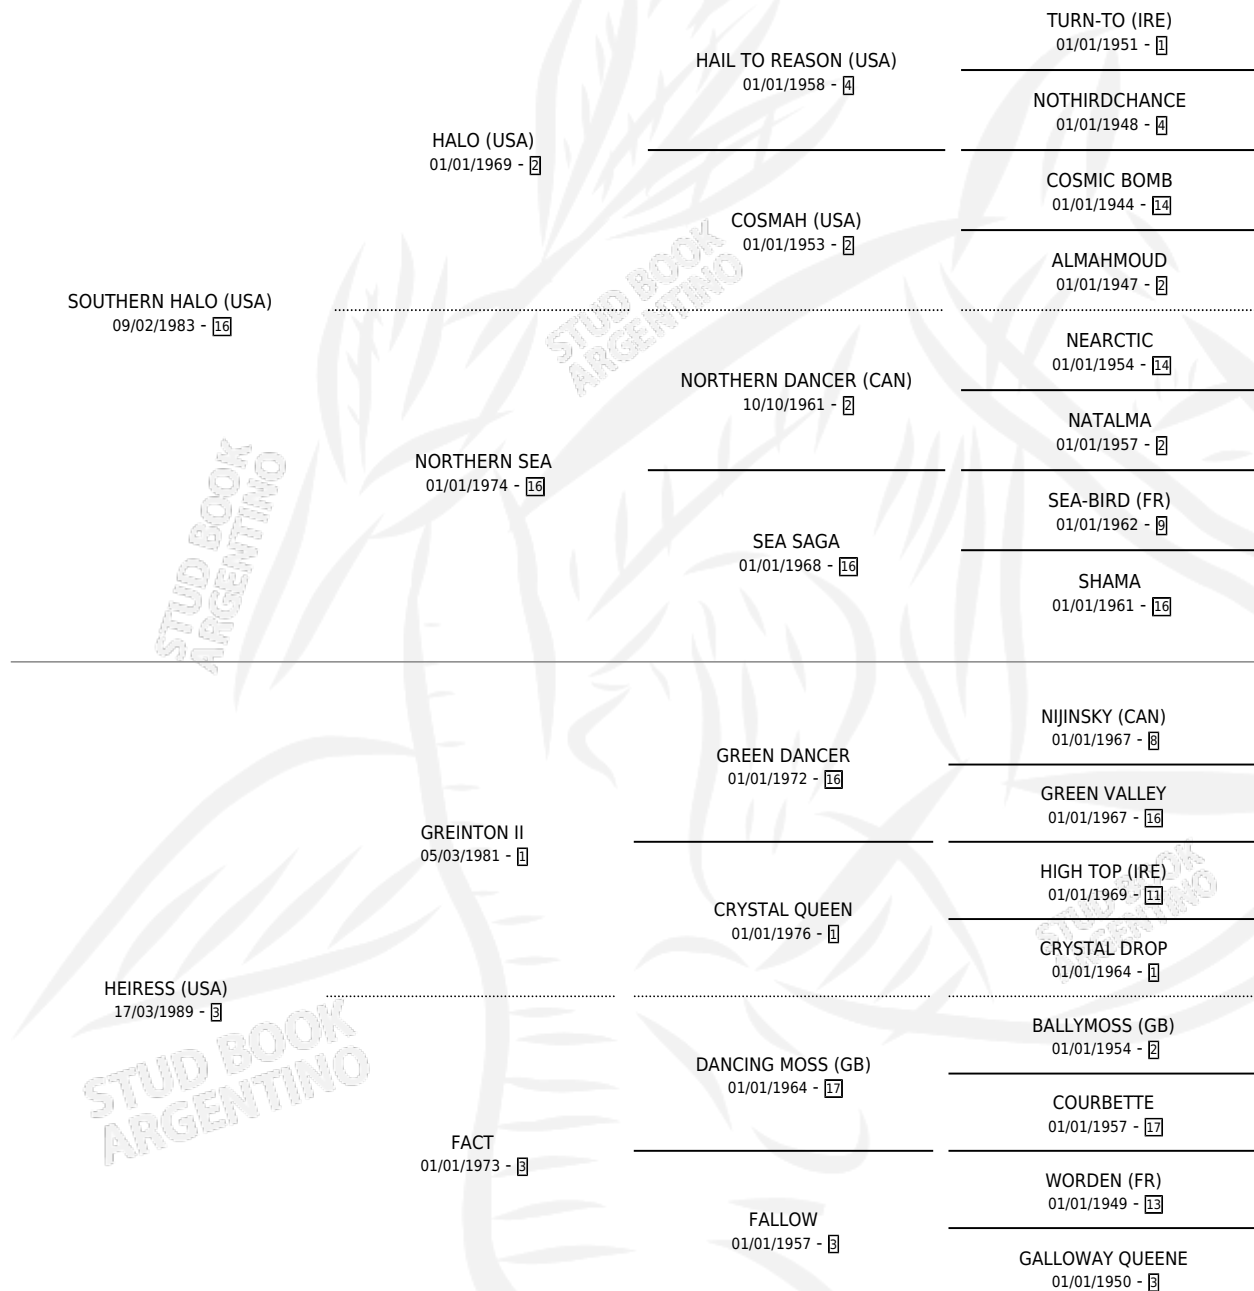 TURN-TO (IRE)
01/01/1951 - 1
HAIL TO REASON (USA)
01/01/1958 - 4
NOTHIRDCHANCE
01/01/1948 - 4
HALO (USA)
01/01/1969 - 2
COSMIC BOMB
01/01/1944 - 14
COSMAH (USA)
01/01/1953 - 2
ALMAHMOUD
01/01/1947 - 2
SOUTHERN HALO (USA)
09/02/1983 - 16
NEARCTIC
01/01/1954 - 14
NORTHERN DANCER (CAN)
10/10/1961 - 2
NATALMA
01/01/1957 - 2
NORTHERN SEA
01/01/1974 - 16
SEA-BIRD (FR)
01/01/1962 - 9
SEA SAGA
01/01/1968 - 16
SHAMA
01/01/1961 - 16
NIJINSKY (CAN)
01/01/1967 - 8
GREEN DANCER
01/01/1972 - 16
GREEN VALLEY
01/01/1967 - 16
GREINTON II
05/03/1981 - 1
HIGH TOP (IRE)
01/01/1969 - 11
CRYSTAL QUEEN
01/01/1976 - 1
CRYSTAL DROP
01/01/1964 - 1
HEIRESS (USA)
17/03/1989 - 3
BALLYMOSS (GB)
01/01/1954 - 2
DANCING MOSS (GB)
01/01/1964 - 17
COURBETTE
01/01/1957 - 17
FACT
01/01/1973 - 3
WORDEN (FR)
01/01/1949 - 13
FALLOW
01/01/1957 - 3
GALLOWAY QUEENE
01/01/1950 - 3
STUD BOOK
ARGENTINO
STUD BOOK
ARGENTINO
STUD BOOK
ARGENTINO
STUD BOOK
ARGENTINO